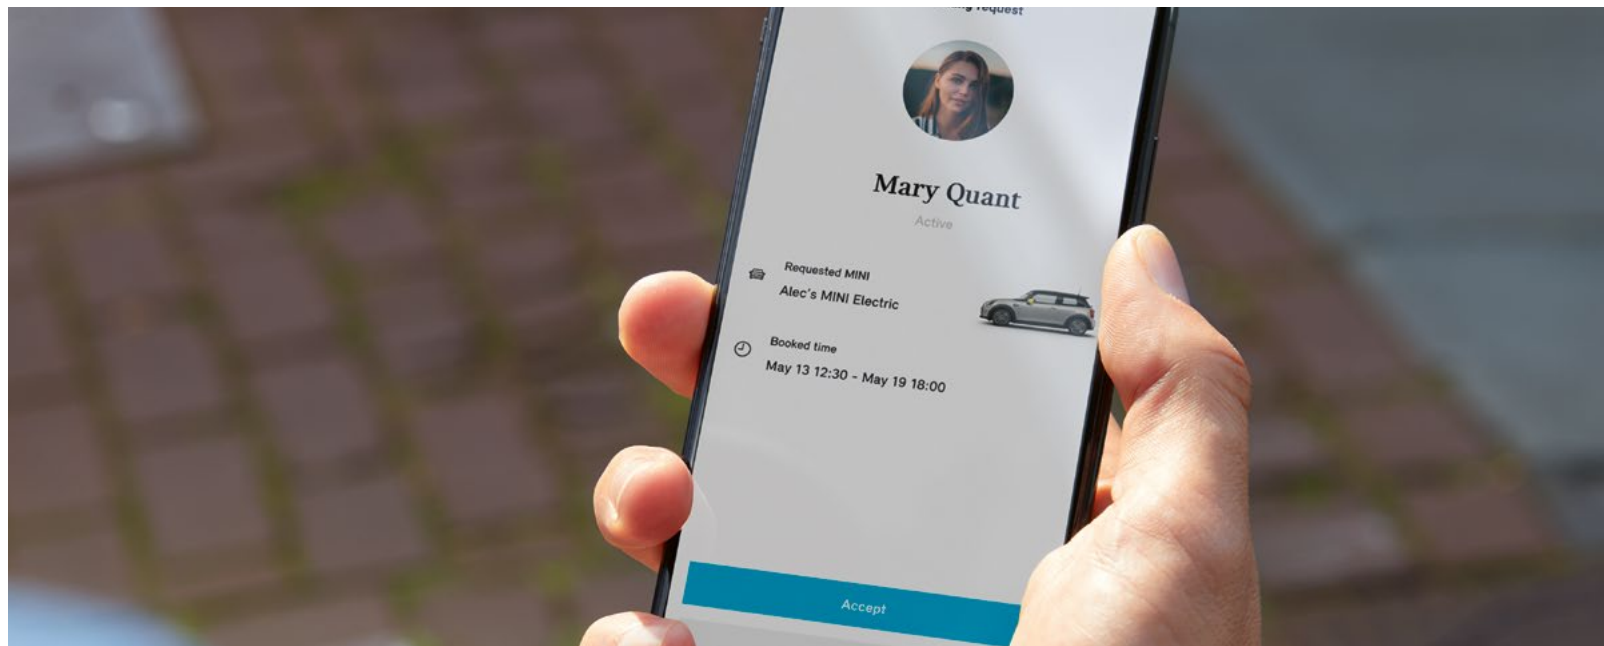 request
Mary Quant
Active
Requested MINI
Alec's MINI Electric
Booked time
May 13 12:30 - May 19 18:00
Accept